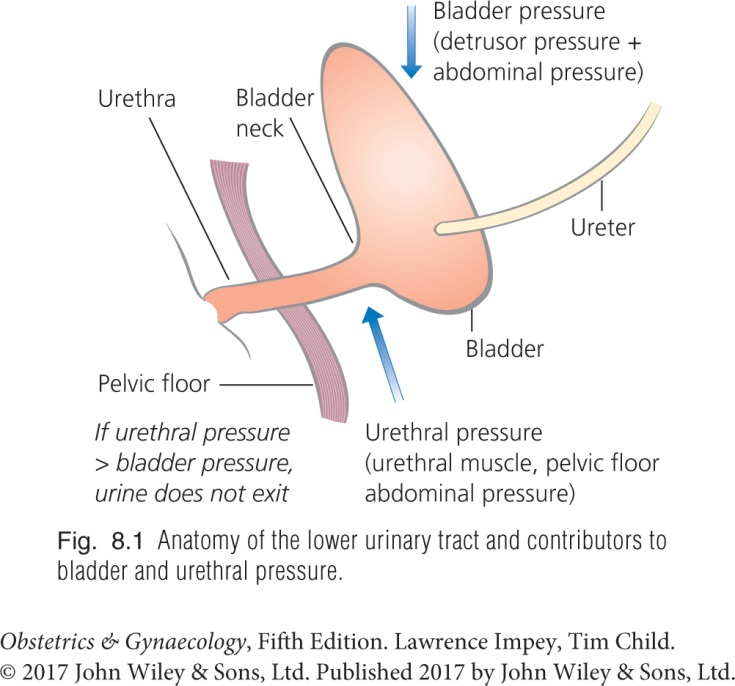 Bladder pressure
(detrusor pressure +
abdominal pressure)
Urethra
Bladder
neck
Ureter
Bladder
Pelvic floor
If urethral pressure
> bladder pressure,
urine does not exit
Urethral pressure
(urethral muscle, pelvic floor
abdominal pressure)
Fig. 8.1 Anatomy of the lower urinary tract and contributors to
bladder and urethral pressure.
Obstetrics & Gynaecology, Fifth Edition. Lawrence Impey, Tim Child.
© 2017 John Wiley & Sons, Ltd. Published 2017 by John Wiley & Sons, Ltd.